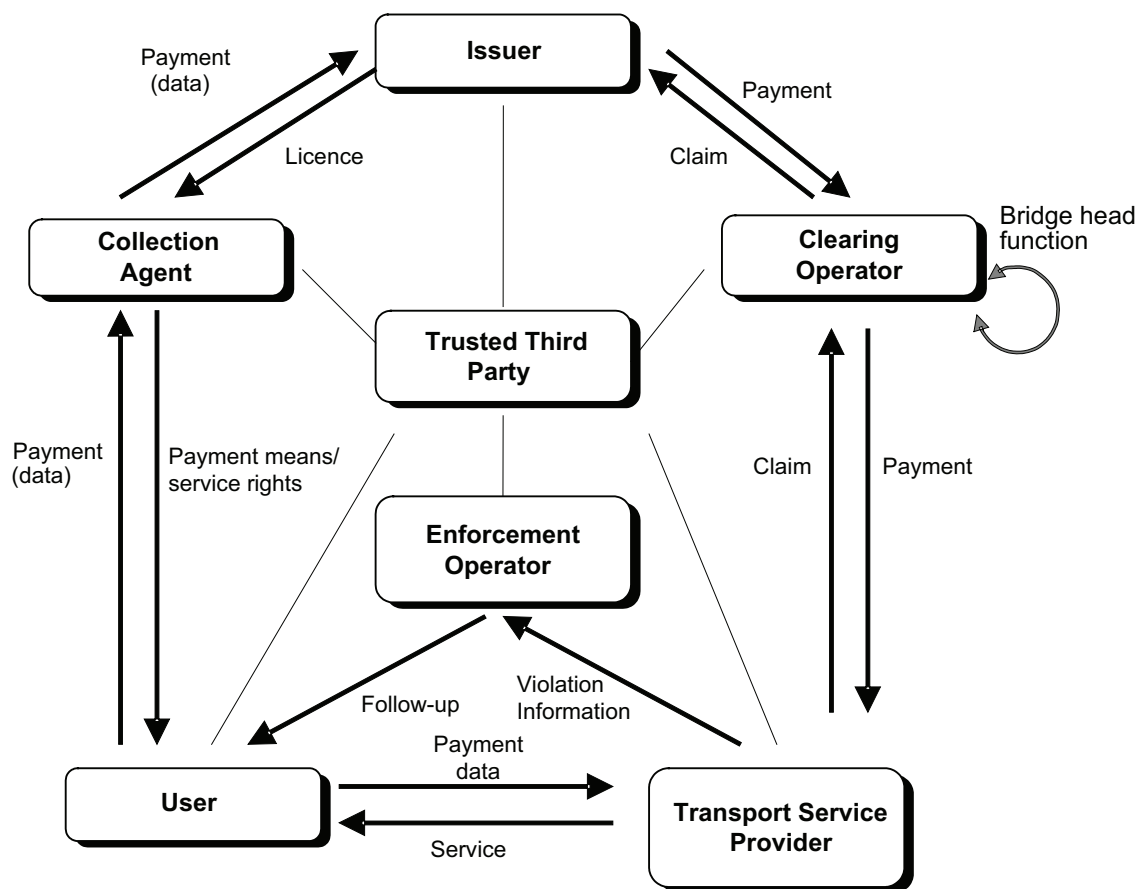 Issuer
Payment
(data)
Payment
Licence
Claim
Collection
Agent
Clearing
Operator
Bridge head
function
Trusted Third
Party
Payment
(data)
Payment means/
service rights
Claim
Payment
Enforcement
Operator
Follow-up
Violation
Information
Payment
data
User
Transport Service
Provider
Service